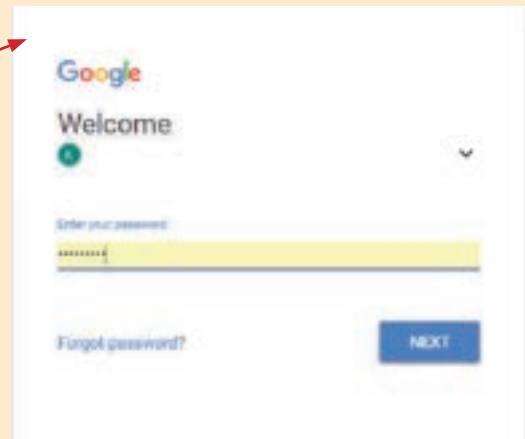 Google
Welcome
Enter your password
•••••••••
Forgot password?
NEXT